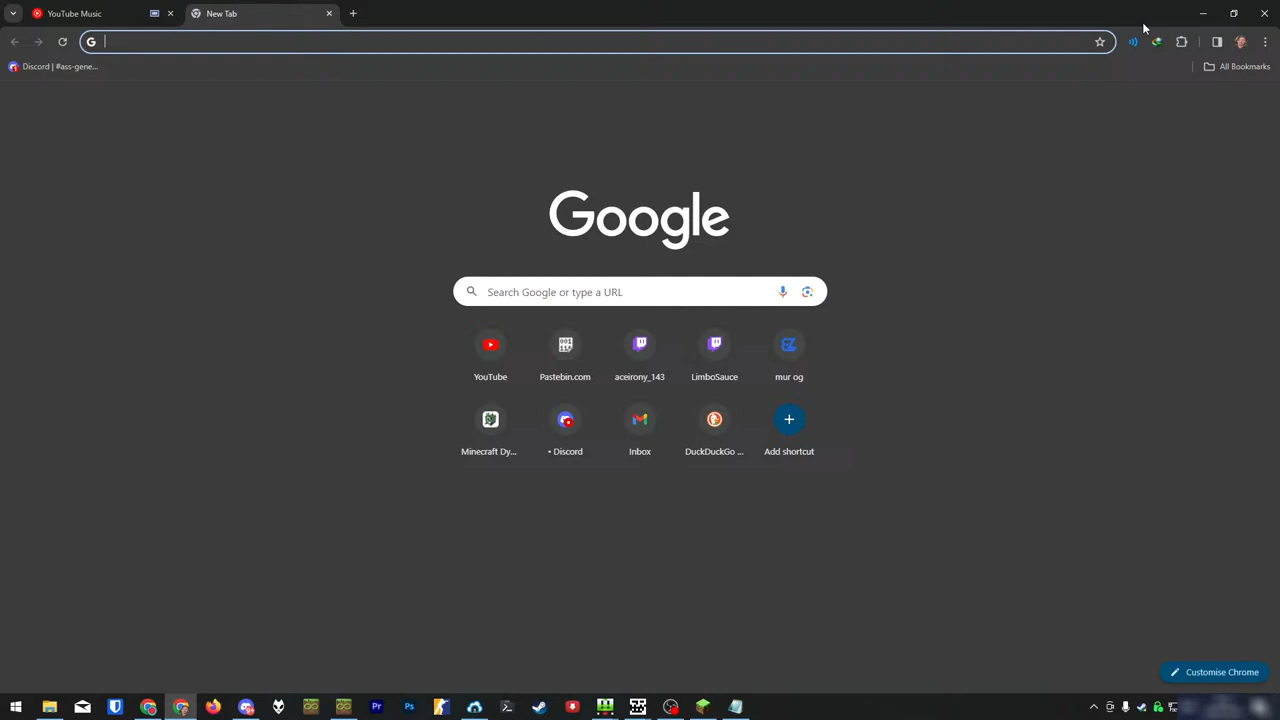 YouTube Music
New Tab
Discord | #ass-gene...
All Bookmarks
Google
Search Google or type a URL
YouTube
Pastebin.com
aceirony_143
LimboSauce
mur og
Minecraft Dy...
• Discord
Inbox
DuckDuckGo ...
Add shortcut
Customise Chrome